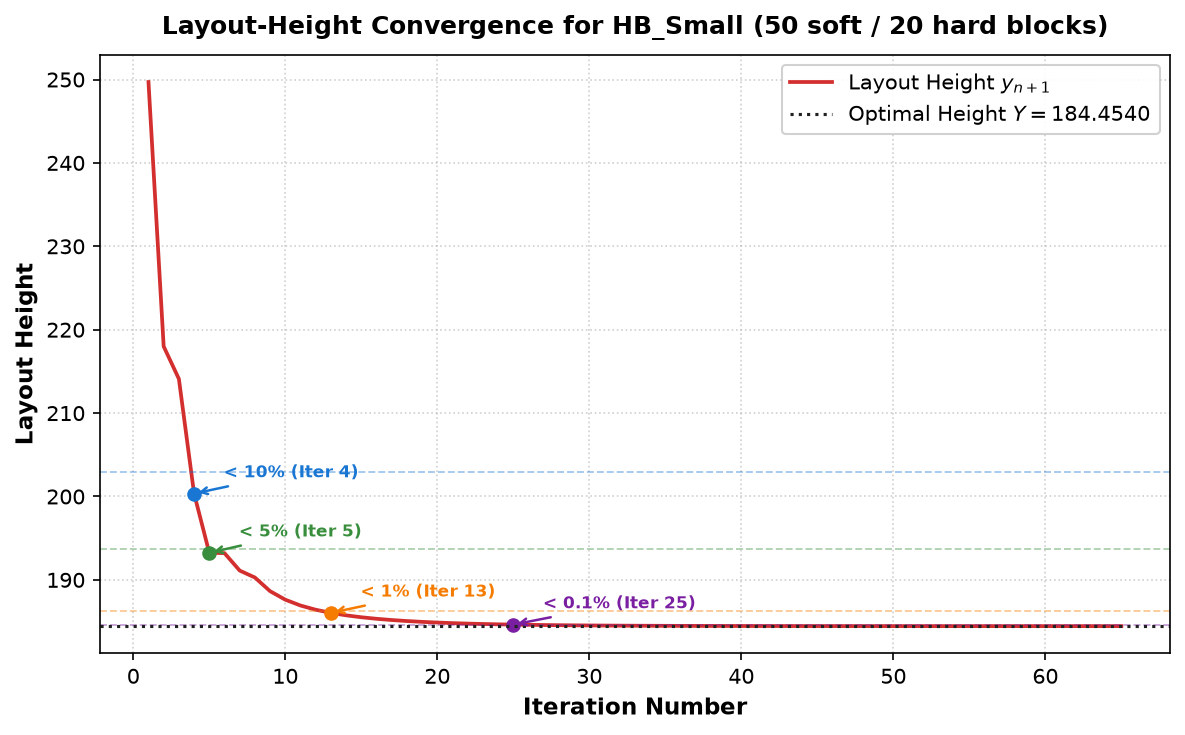 Layout-Height Convergence for HB_Small (50 soft / 20 hard blocks)
Layout Height yₙ₊₁
Optimal Height Y = 184.4540
Layout Height
250
240
230
220
210
200
190
< 10% (Iter 4)
< 5% (Iter 5)
< 1% (Iter 13)
< 0.1% (Iter 25)
0 10 20 30 40 50 60
Iteration Number